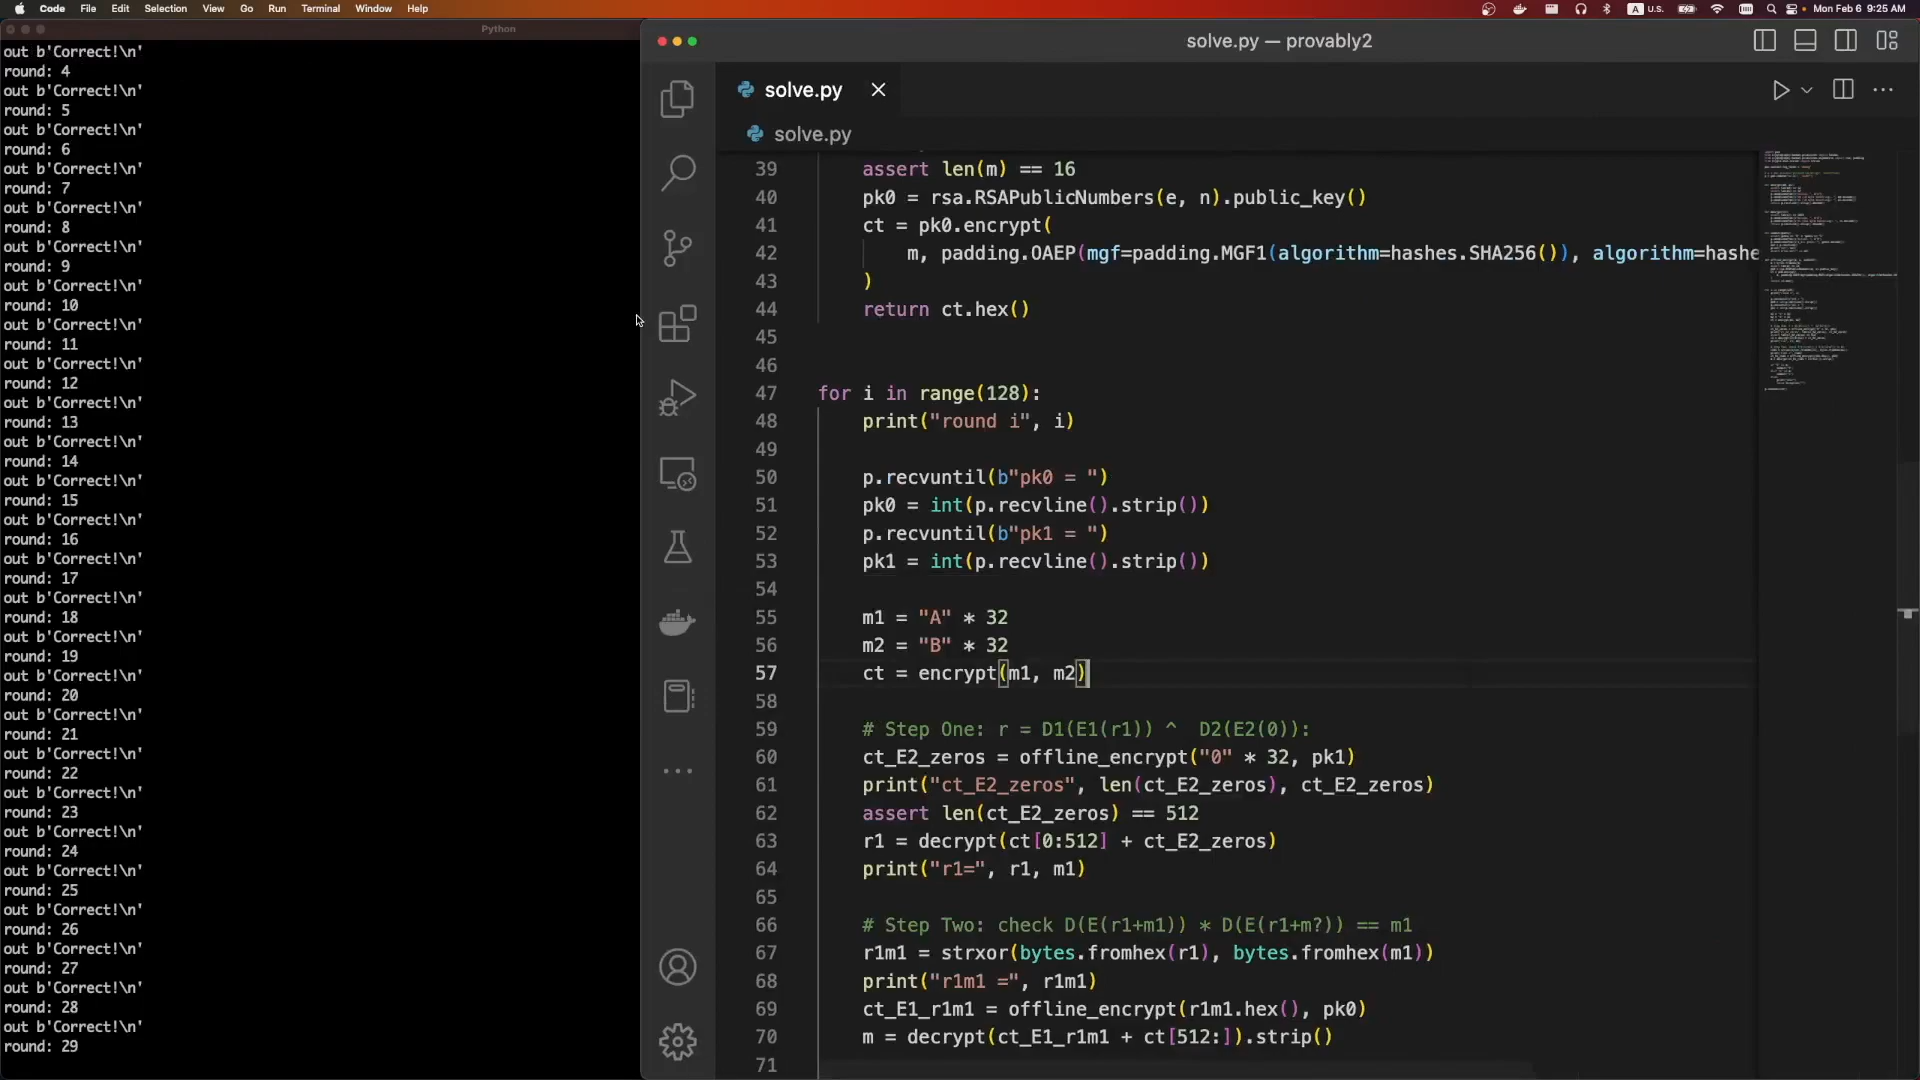 Code File Edit Selection View Go Run Terminal Window Help
A U.S. Mon Feb 6 9:25 AM
Python
out b'Correct!\n'
round: 4
out b'Correct!\n'
round: 5
out b'Correct!\n'
round: 6
out b'Correct!\n'
round: 7
out b'Correct!\n'
round: 8
out b'Correct!\n'
round: 9
out b'Correct!\n'
round: 10
out b'Correct!\n'
round: 11
out b'Correct!\n'
round: 12
out b'Correct!\n'
round: 13
out b'Correct!\n'
round: 14
out b'Correct!\n'
round: 15
out b'Correct!\n'
round: 16
out b'Correct!\n'
round: 17
out b'Correct!\n'
round: 18
out b'Correct!\n'
round: 19
out b'Correct!\n'
round: 20
out b'Correct!\n'
round: 21
out b'Correct!\n'
round: 22
out b'Correct!\n'
round: 23
out b'Correct!\n'
round: 24
out b'Correct!\n'
round: 25
out b'Correct!\n'
round: 26
out b'Correct!\n'
round: 27
out b'Correct!\n'
round: 28
out b'Correct!\n'
round: 29
solve.py — provably2
solve.py
solve.py
39 assert len(m) == 16
40 pk0 = rsa.RSAPublicNumbers(e, n).public_key()
41 ct = pk0.encrypt(
42 m, padding.OAEP(mgf=padding.MGF1(algorithm=hashes.SHA256()), algorithm=hashe
43 )
44 return ct.hex()
45
46
47 for i in range(128):
48 print("round i", i)
49
50 p.recvuntil(b"pk0 = ")
51 pk0 = int(p.recvline().strip())
52 p.recvuntil(b"pk1 = ")
53 pk1 = int(p.recvline().strip())
54
55 m1 = "A" * 32
56 m2 = "B" * 32
57 ct = encrypt(m1, m2)
58
59 # Step One: r = D1(E1(r1)) ^  D2(E2(0)):
60 ct_E2_zeros = offline_encrypt("0" * 32, pk1)
61 print("ct_E2_zeros", len(ct_E2_zeros), ct_E2_zeros)
62 assert len(ct_E2_zeros) == 512
63 r1 = decrypt(ct[0:512] + ct_E2_zeros)
64 print("r1=", r1, m1)
65
66 # Step Two: check D(E(r1+m1)) * D(E(r1+m?)) == m1
67 r1m1 = strxor(bytes.fromhex(r1), bytes.fromhex(m1))
68 print("r1m1 =", r1m1)
69 ct_E1_r1m1 = offline_encrypt(r1m1.hex(), pk0)
70 m = decrypt(ct_E1_r1m1 + ct[512:]).strip()
71